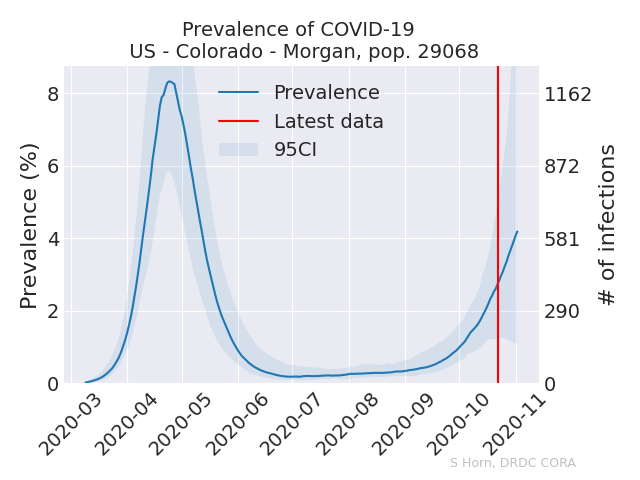 Prevalence of COVID-19
US - Colorado - Morgan, pop. 29068
Prevalence
Latest data
95CI
Prevalence (%)
8
6
4
2
0
1162
872
581
290
0
# of infections
2020-03
2020-04
2020-05
2020-06
2020-07
2020-08
2020-09
2020-10
2020-11
S Horn, DRDC CORA